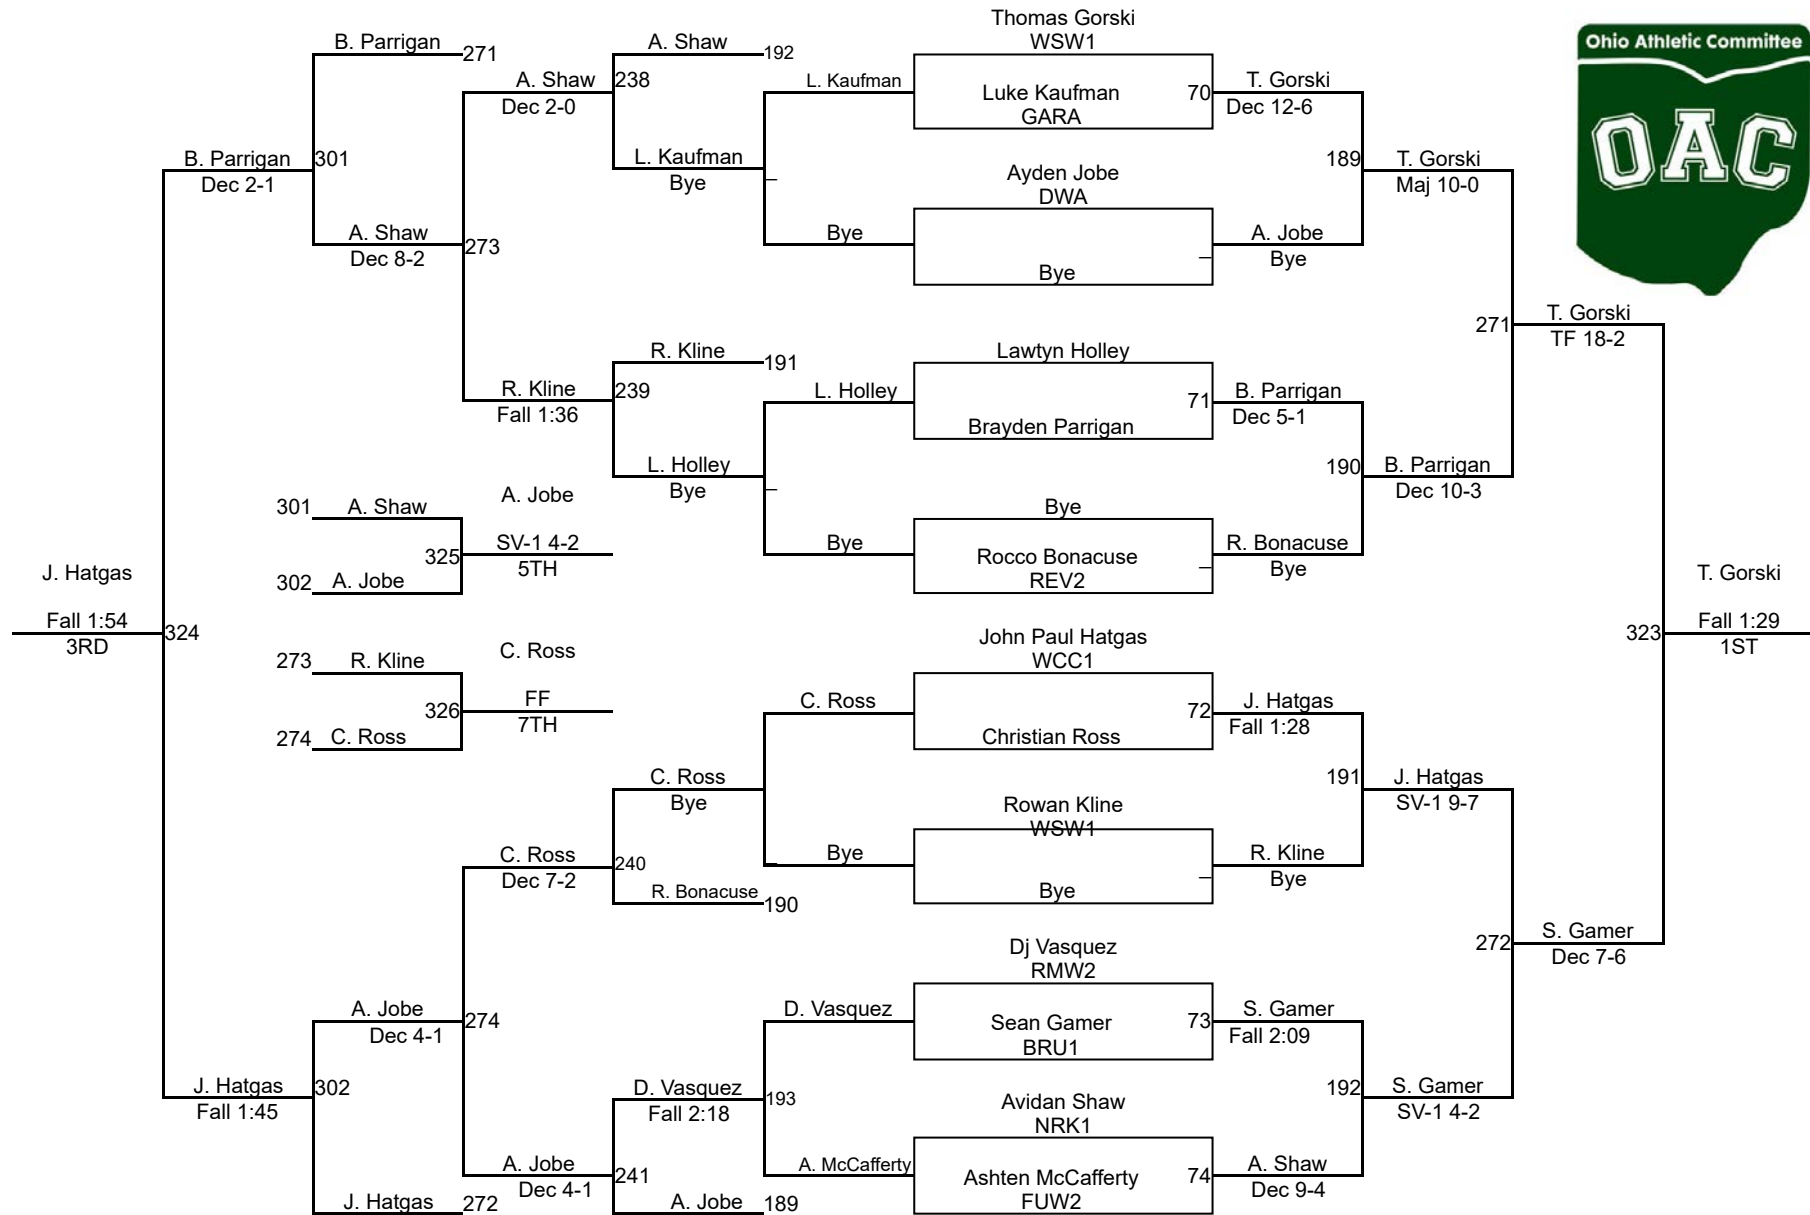 Thomas Gorski
WSW1
Luke Kaufman
GARA
70
T. Gorski
Dec 12-6
Ayden Jobe
DWA
Bye
A. Jobe
Bye
189
T. Gorski
Maj 10-0
Lawtyn Holley
Brayden Parrigan
71
B. Parrigan
Dec 5-1
Bye
Rocco Bonacuse
REV2
R. Bonacuse
Bye
190
B. Parrigan
Dec 10-3
271
T. Gorski
TF 18-2
John Paul Hatgas
WCC1
Christian Ross
72
J. Hatgas
Fall 1:28
Rowan Kline
WSW1
Bye
R. Kline
Bye
191
J. Hatgas
SV-1 9-7
Dj Vasquez
RMW2
Sean Gamer
BRU1
73
S. Gamer
Fall 2:09
Avidan Shaw
NRK1
Ashten McCafferty
FUW2
74
A. Shaw
Dec 9-4
192
S. Gamer
SV-1 4-2
272
S. Gamer
Dec 7-6
323
T. Gorski
Fall 1:29
1ST
L. Kaufman
Bye
A. Shaw
192
L. Kaufman
Bye
238
A. Shaw
Dec 2-0
L. Holley
Bye
R. Kline
191
L. Holley
Bye
239
R. Kline
Fall 1:36
273
A. Shaw
Dec 8-2
B. Parrigan
271
301
B. Parrigan
Dec 2-1
301
A. Shaw
302
A. Jobe
325
A. Jobe
SV-1 4-2
5TH
273
R. Kline
274
C. Ross
326
C. Ross
FF
7TH
C. Ross
Bye
C. Ross
Bye
R. Bonacuse
190
240
C. Ross
Dec 7-2
D. Vasquez
A. McCafferty
193
D. Vasquez
Fall 2:18
A. Jobe
189
241
A. Jobe
Dec 4-1
274
A. Jobe
Dec 4-1
J. Hatgas
272
302
J. Hatgas
Fall 1:45
324
J. Hatgas
Fall 1:54
3RD
Ohio Athletic Committee
OAC